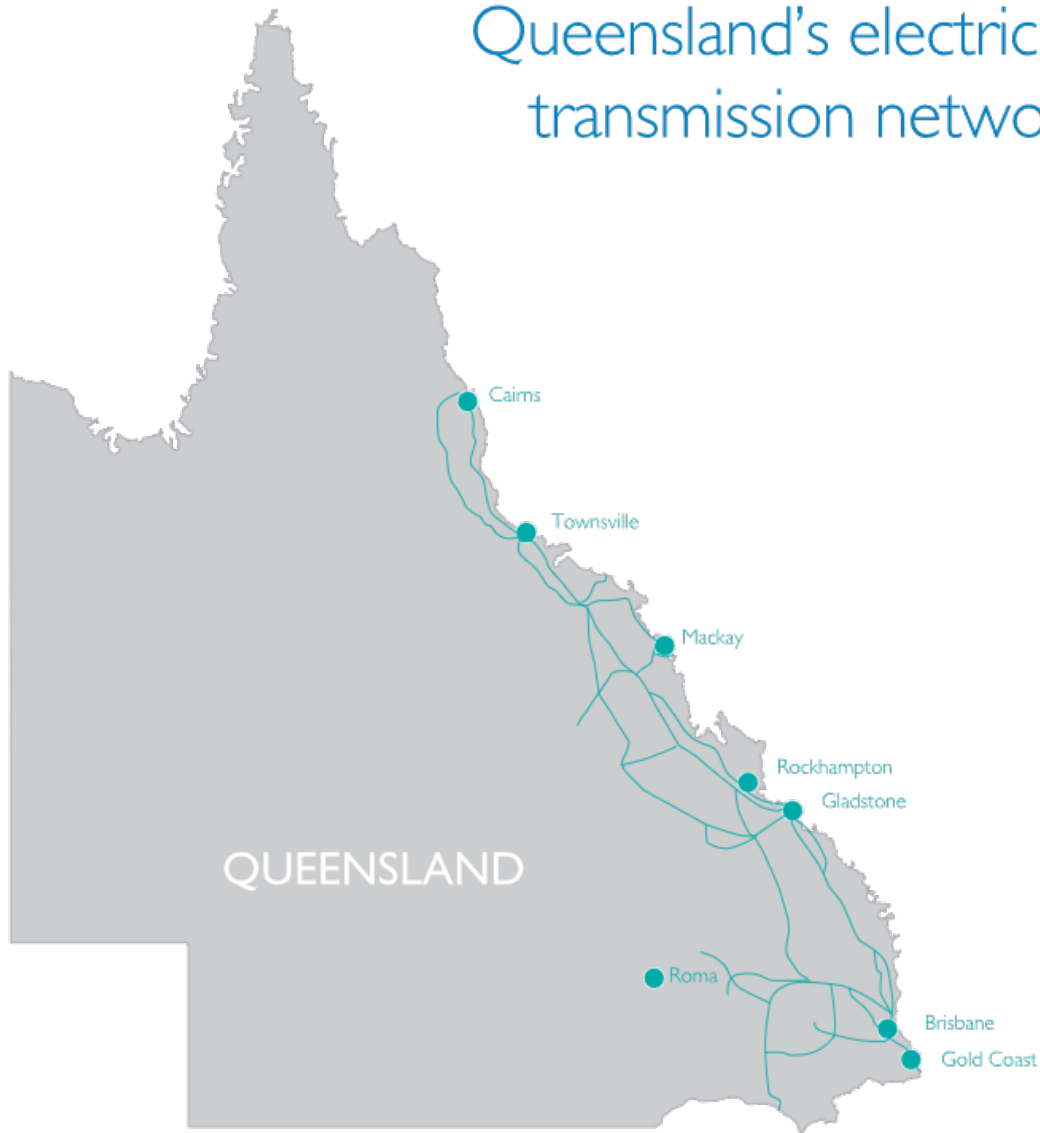 Queensland's electric
transmission netwo
Cairns
Townsville
Mackay
Rockhampton
Gladstone
QUEENSLAND
Roma
Brisbane
Gold Coast